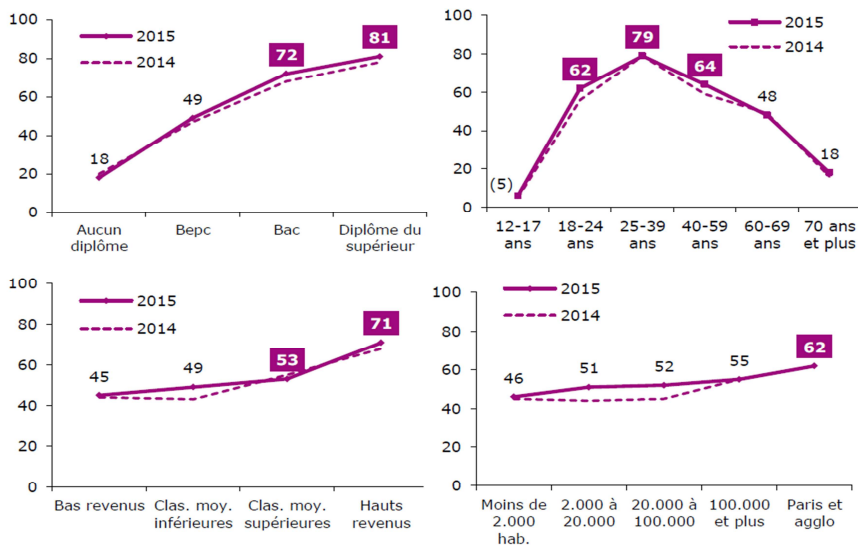 100
80
60
40
20
0
2015
2014
18
49
72
81
Aucun
diplôme
Bepc
Bac
Diplôme du
supérieur
100
80
60
40
20
0
2015
2014
(5)
62
79
64
48
18
12-17
ans
18-24
ans
25-39
ans
40-59
ans
60-69
ans
70 ans
et plus
100
80
60
40
20
0
2015
2014
45
49
53
71
Bas revenus
Clas. moy.
inférieures
Clas. moy.
supérieures
Hauts
revenus
100
80
60
40
20
0
2015
2014
46
51
52
55
62
Moins de
2.000
hab.
2.000 à
20.000
20.000 à
100.000
100.000
et plus
Paris et
agglo